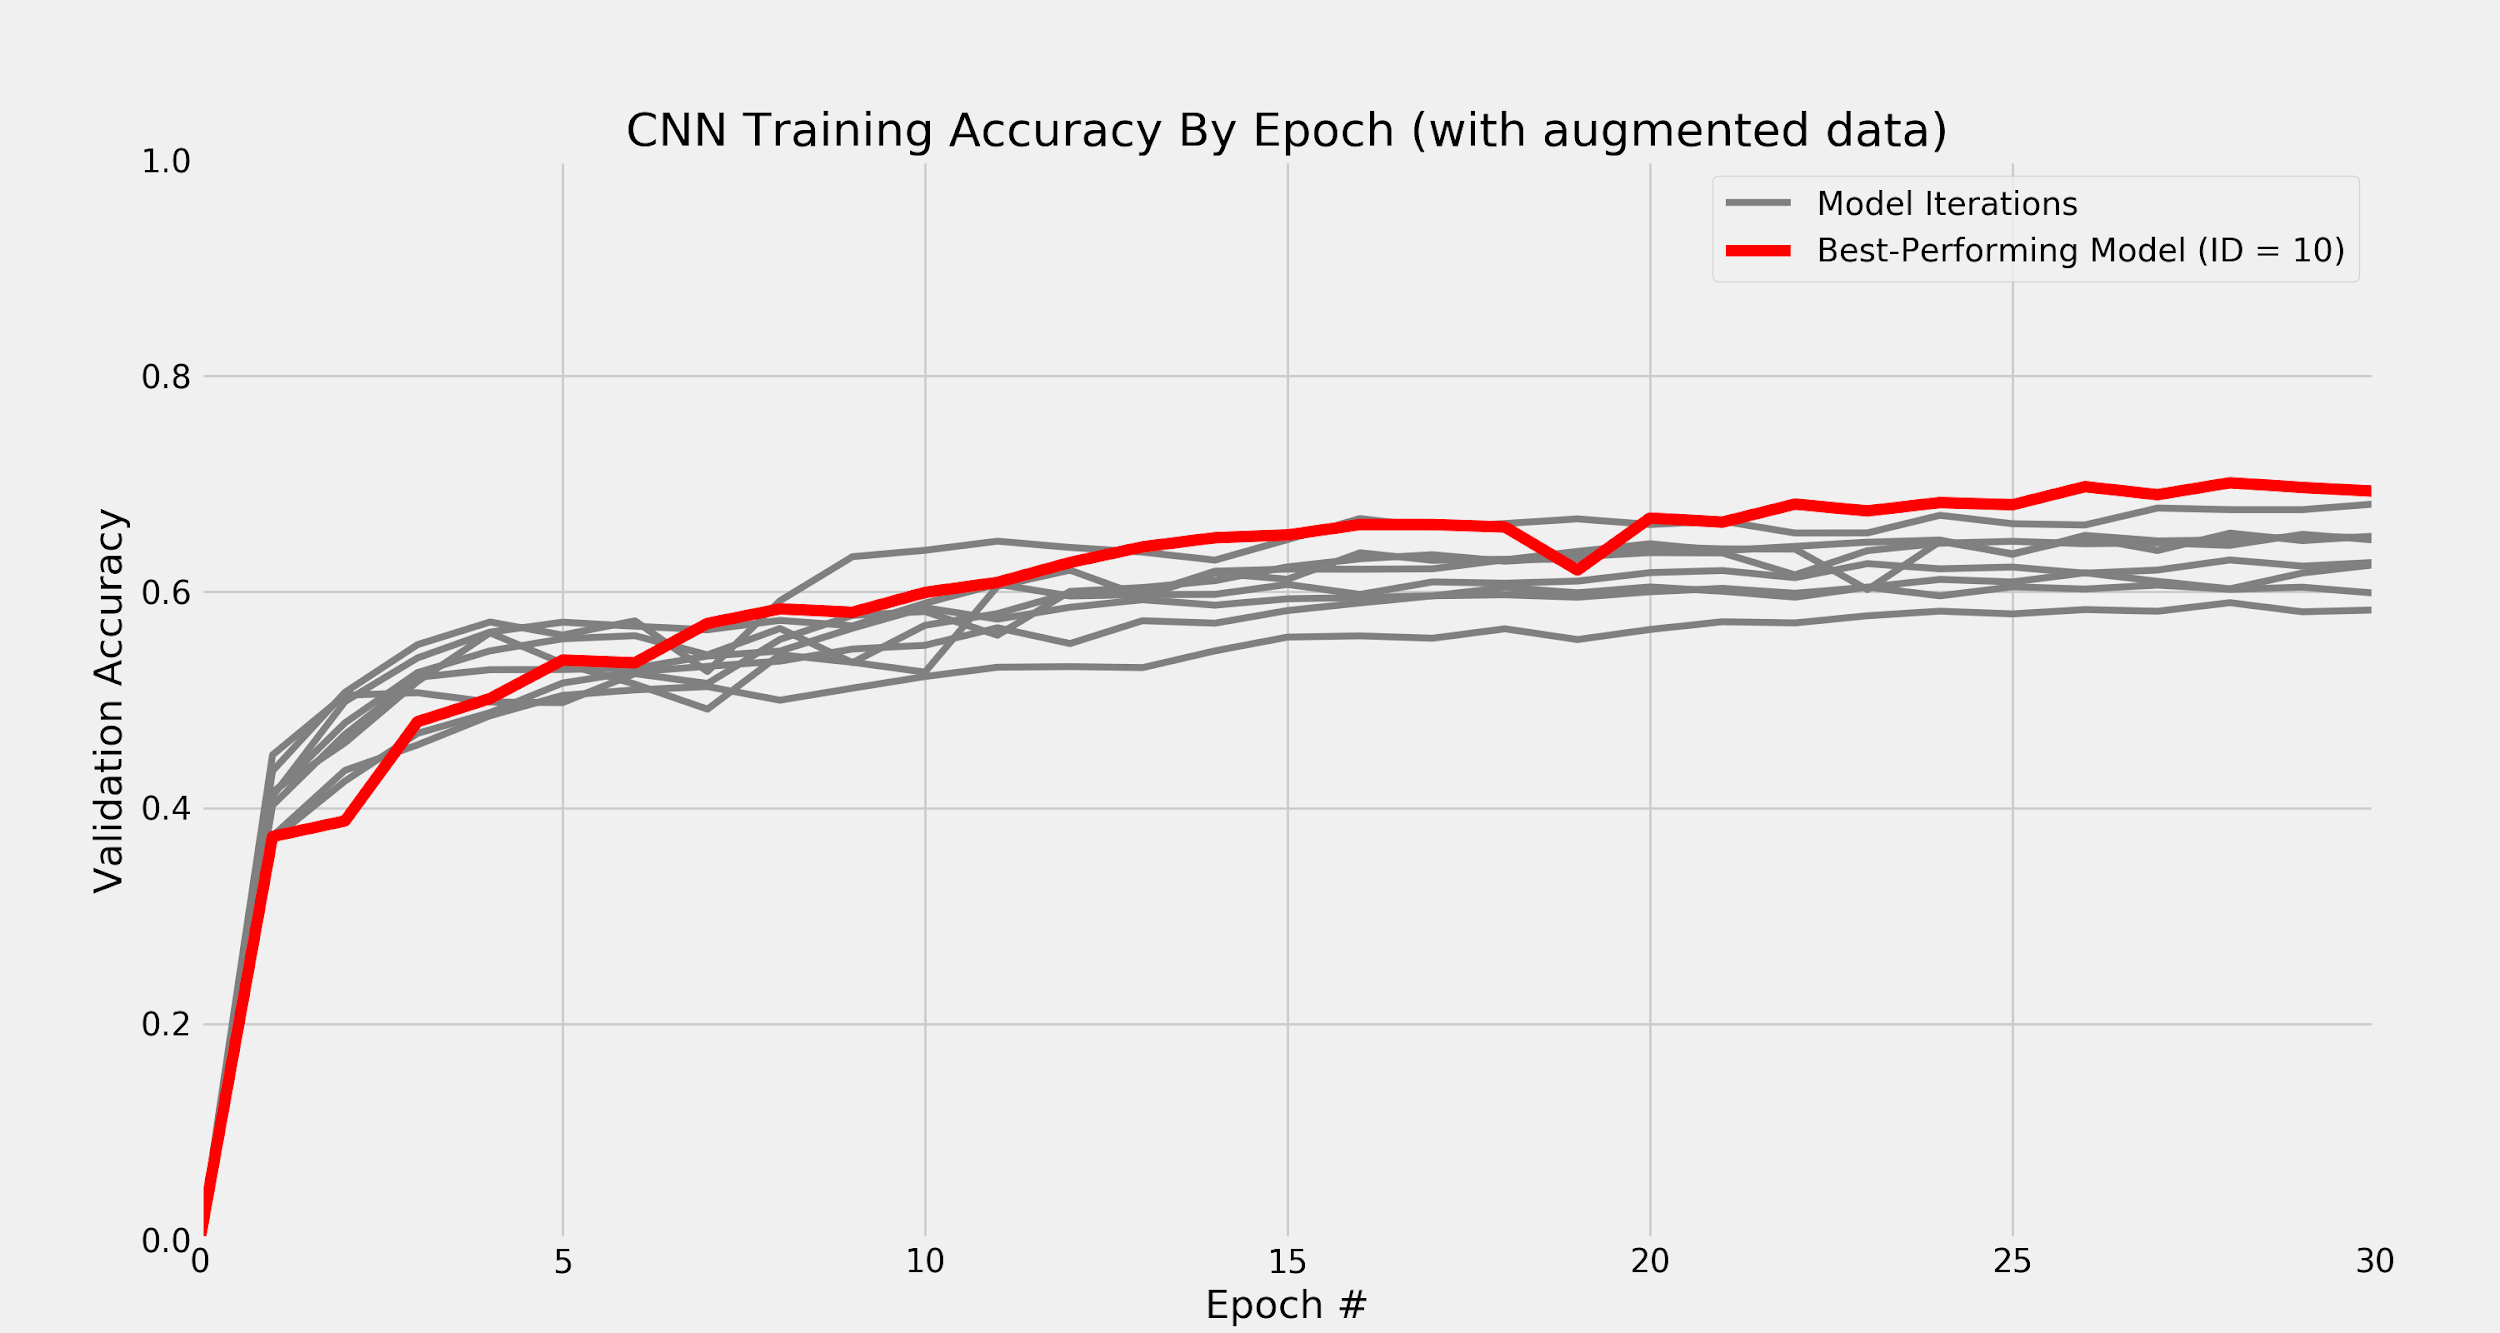 CNN Training Accuracy By Epoch (with augmented data)
Model Iterations
Best-Performing Model (ID = 10)
Validation Accuracy
1.0
0.8
0.6
0.4
0.2
0.0
0 5 10 15 20 25 30
Epoch #